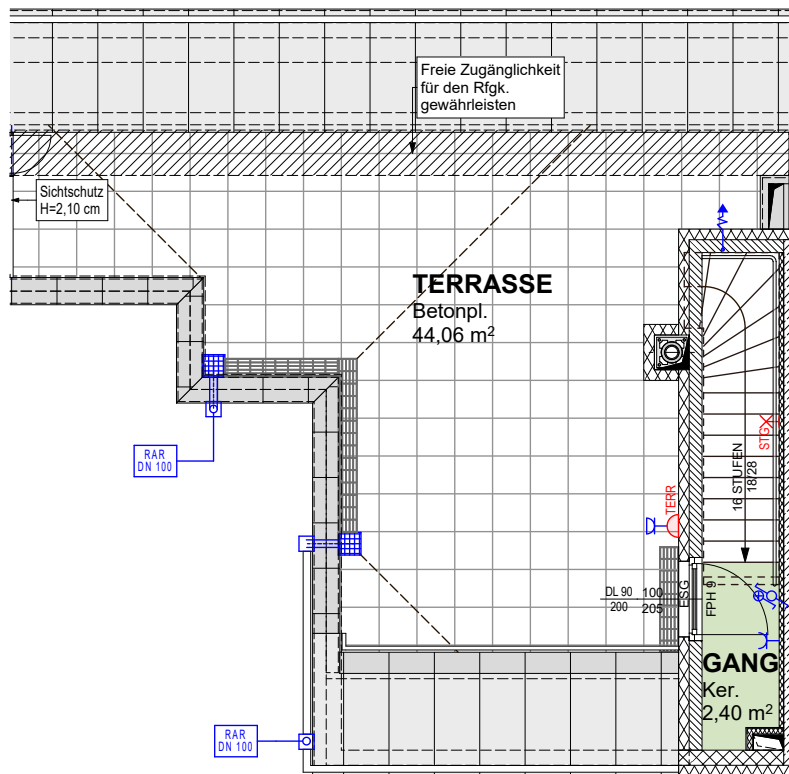 Freie Zugänglichkeit
für den Rfgk.
gewährleisten
Sichtschutz
H=2,10 cm
TERRASSE
Betonpl.
44,06 m²
RAR
DN 100
STG
16 STUFEN
18/28
TERR
DL 90
200
100
205
ESG
FPH 9
GANG
Ker.
2,40 m²
RAR
DN 100